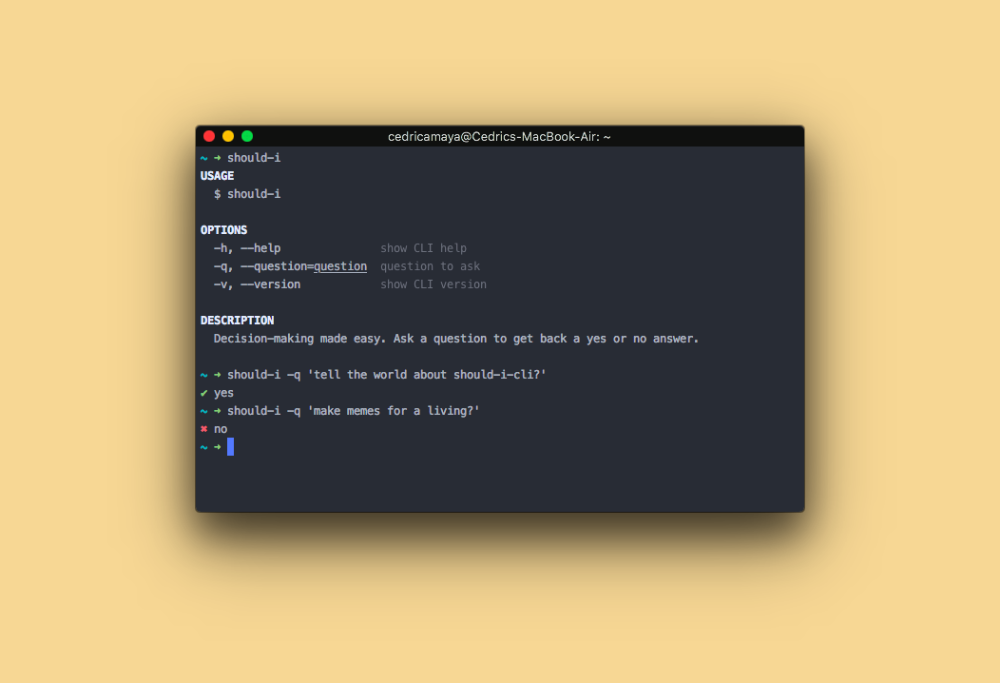 cedricamaya@Cedrics-MacBook-Air: ~
~ ➜ should-i
USAGE
$ should-i
OPTIONS
-h, --help show CLI help
-q, --question=question question to ask
-v, --version show CLI version
DESCRIPTION
Decision-making made easy. Ask a question to get back a yes or no answer.
~ ➜ should-i -q 'tell the world about should-i-cli?'
✔ yes
~ ➜ should-i -q 'make memes for a living?'
✖ no
~ ➜